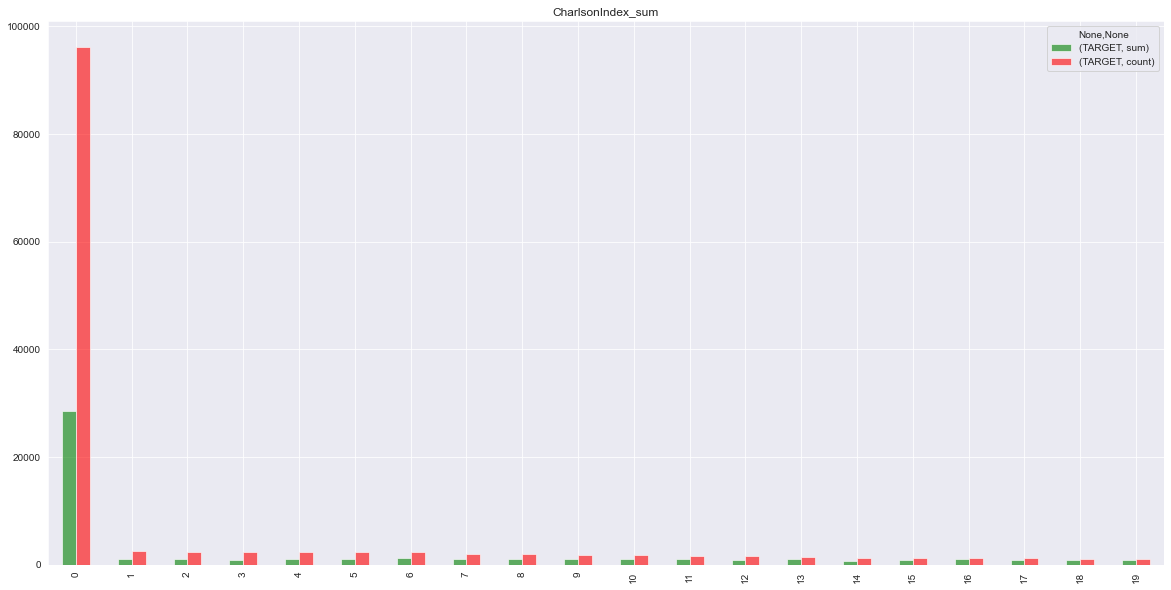 CharlsonIndex_sum
None,None
(TARGET, sum)
(TARGET, count)
100000
80000
60000
40000
20000
0
0 1 2 3 4 5 6 7 8 9 10 11 12 13 14 15 16 17 18 19